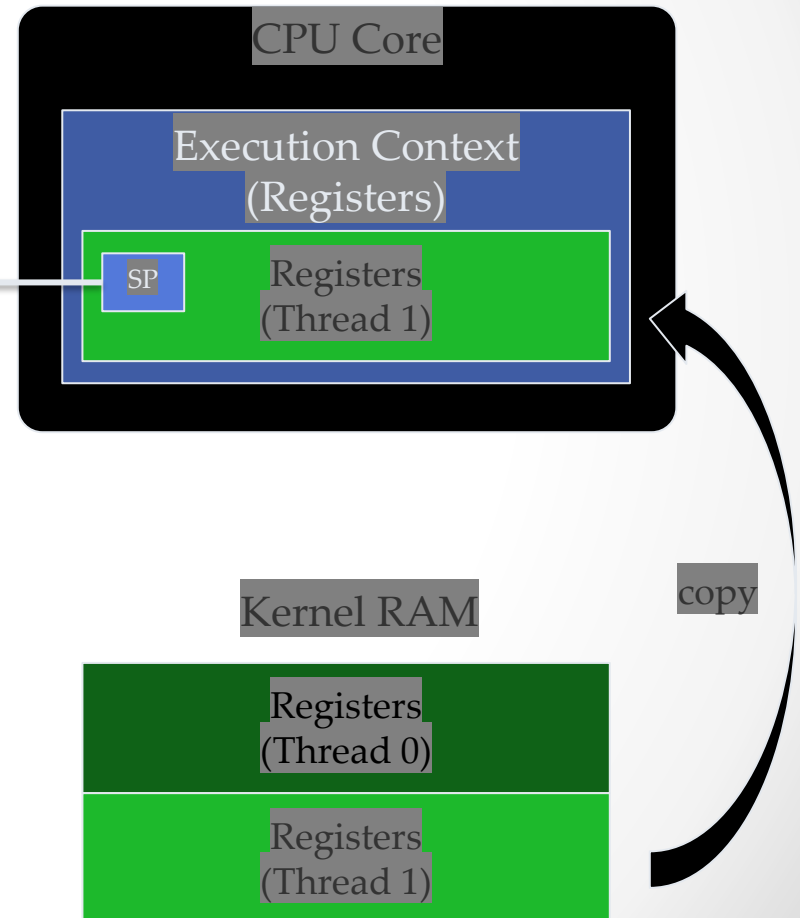 CPU Core
Execution Context
(Registers)
SP
Registers
(Thread 1)
Kernel RAM
copy
Registers
(Thread 0)
Registers
(Thread 1)